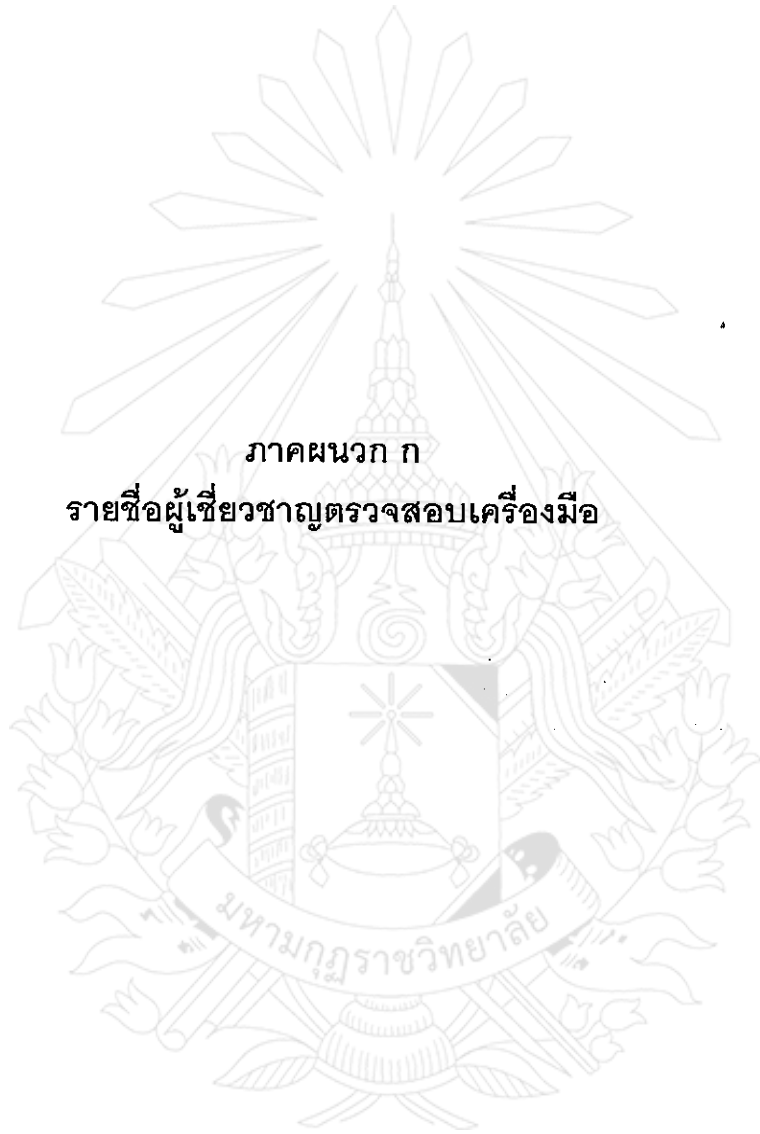 ภาคผนวก ก
รายชื่อผู้เชี่ยวชาญตรวจสอบเครื่องมือ
มหามกุฏราชวิทยาลัย